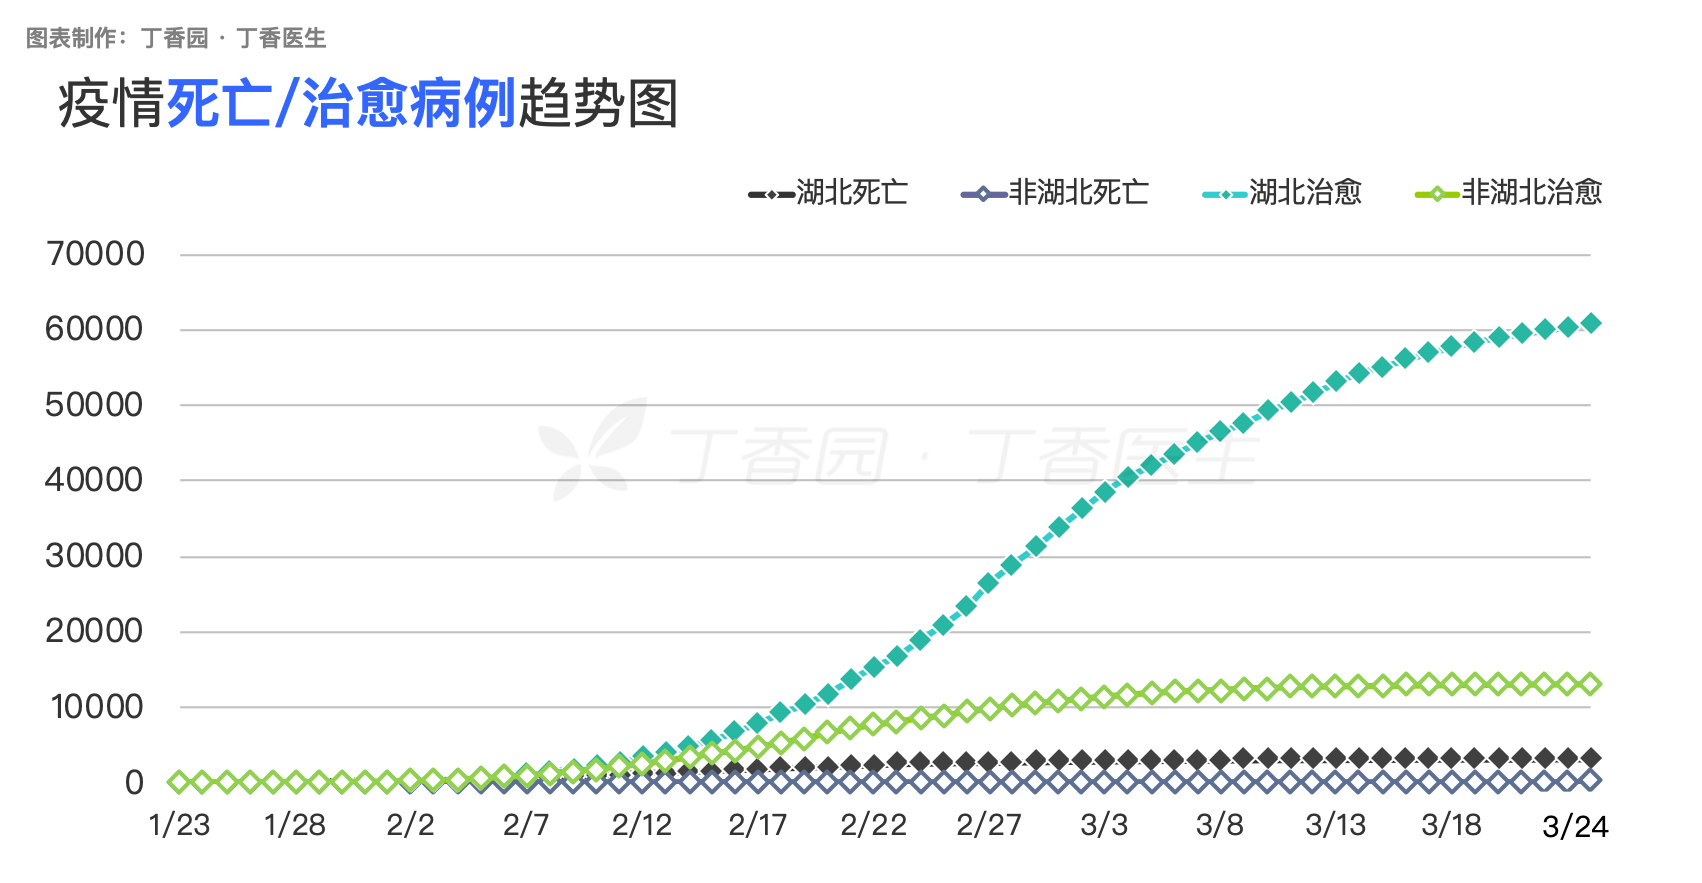 图表制作：丁香园 · 丁香医生
疫情死亡/治愈病例趋势图
湖北死亡 非湖北死亡 湖北治愈 非湖北治愈
70000
60000
50000
丁香园 · 丁香医生
40000
30000
20000
10000
0
1/23 1/28 2/2 2/7 2/12 2/17 2/22 2/27 3/3 3/8 3/13 3/18 3/24